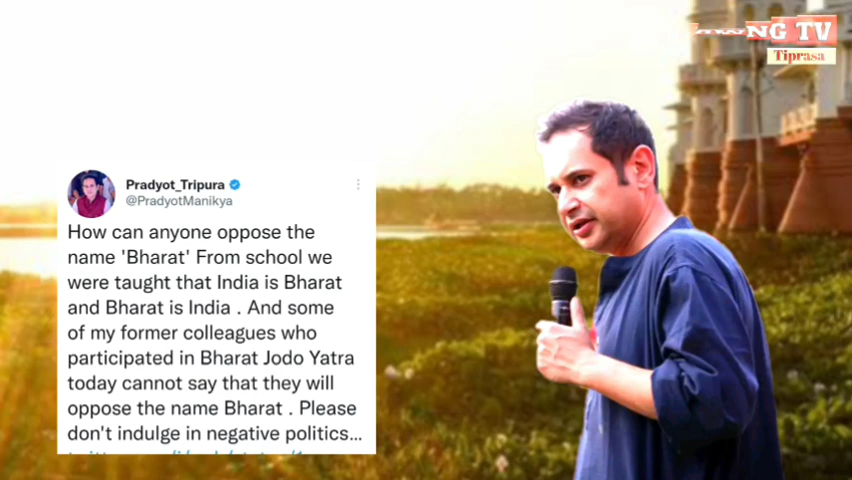 NG TV
Tiprasa
Pradyot_Tripura
@PradyotManikya
How can anyone oppose the
name 'Bharat' From school we
were taught that India is Bharat
and Bharat is India . And some
of my former colleagues who
participated in Bharat Jodo Yatra
today cannot say that they will
oppose the name Bharat . Please
don't indulge in negative politics...